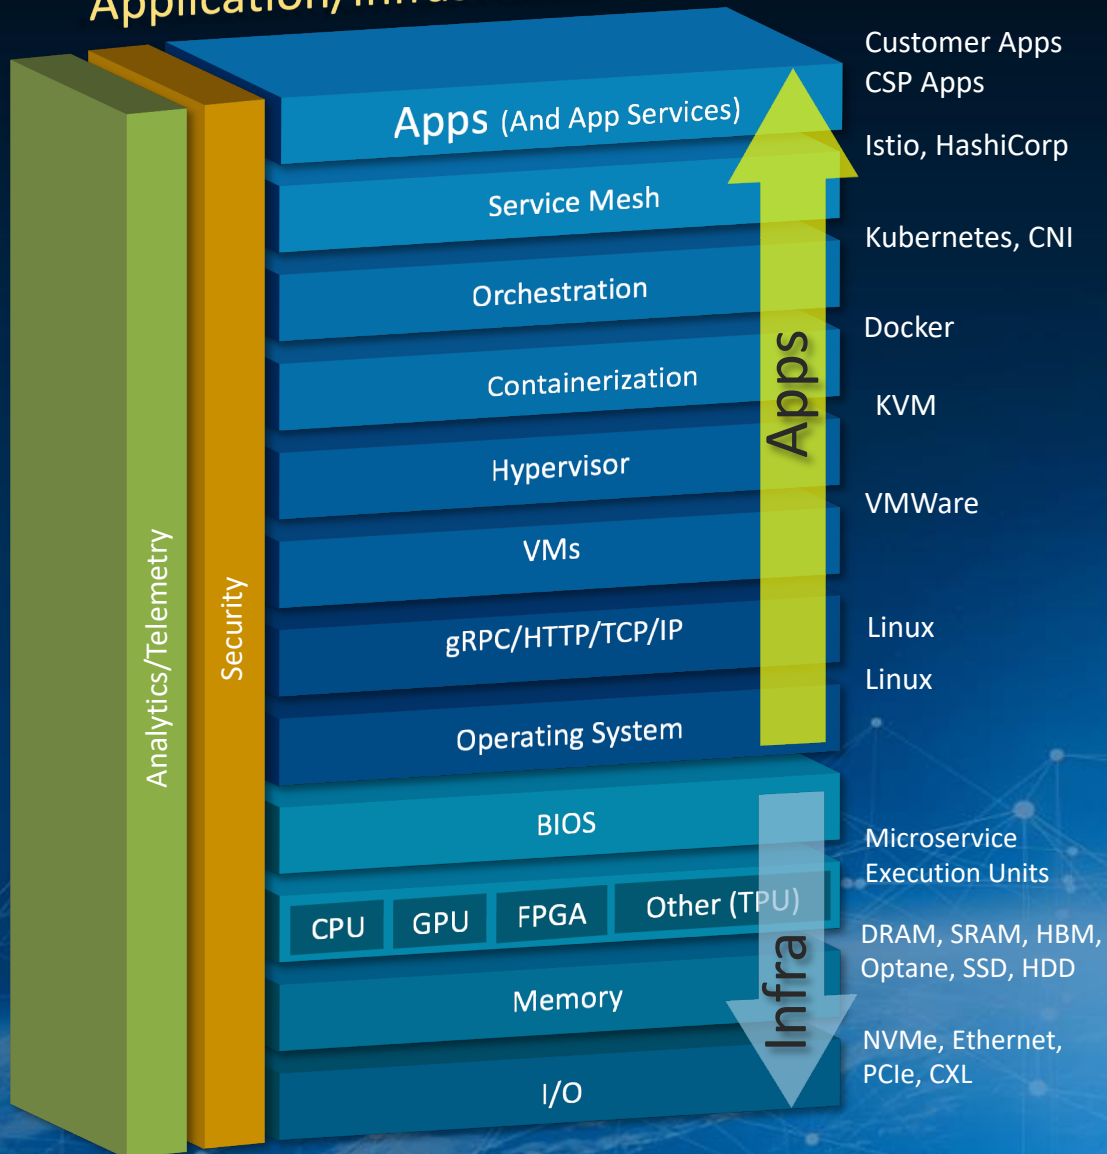 Analytics/Telemetry
Security
Apps (And App Services)
Service Mesh
Orchestration
Containerization
Hypervisor
VMs
gRPC/HTTP/TCP/IP
Operating System
BIOS
CPU GPU FPGA Other (TPU)
Memory
I/O
Apps
Infra
Customer Apps
CSP Apps
Istio, HashiCorp
Kubernetes, CNI
Docker
KVM
VMWare
Linux
Linux
Microservice
Execution Units
DRAM, SRAM, HBM,
Optane, SSD, HDD
NVMe, Ethernet,
PCIe, CXL